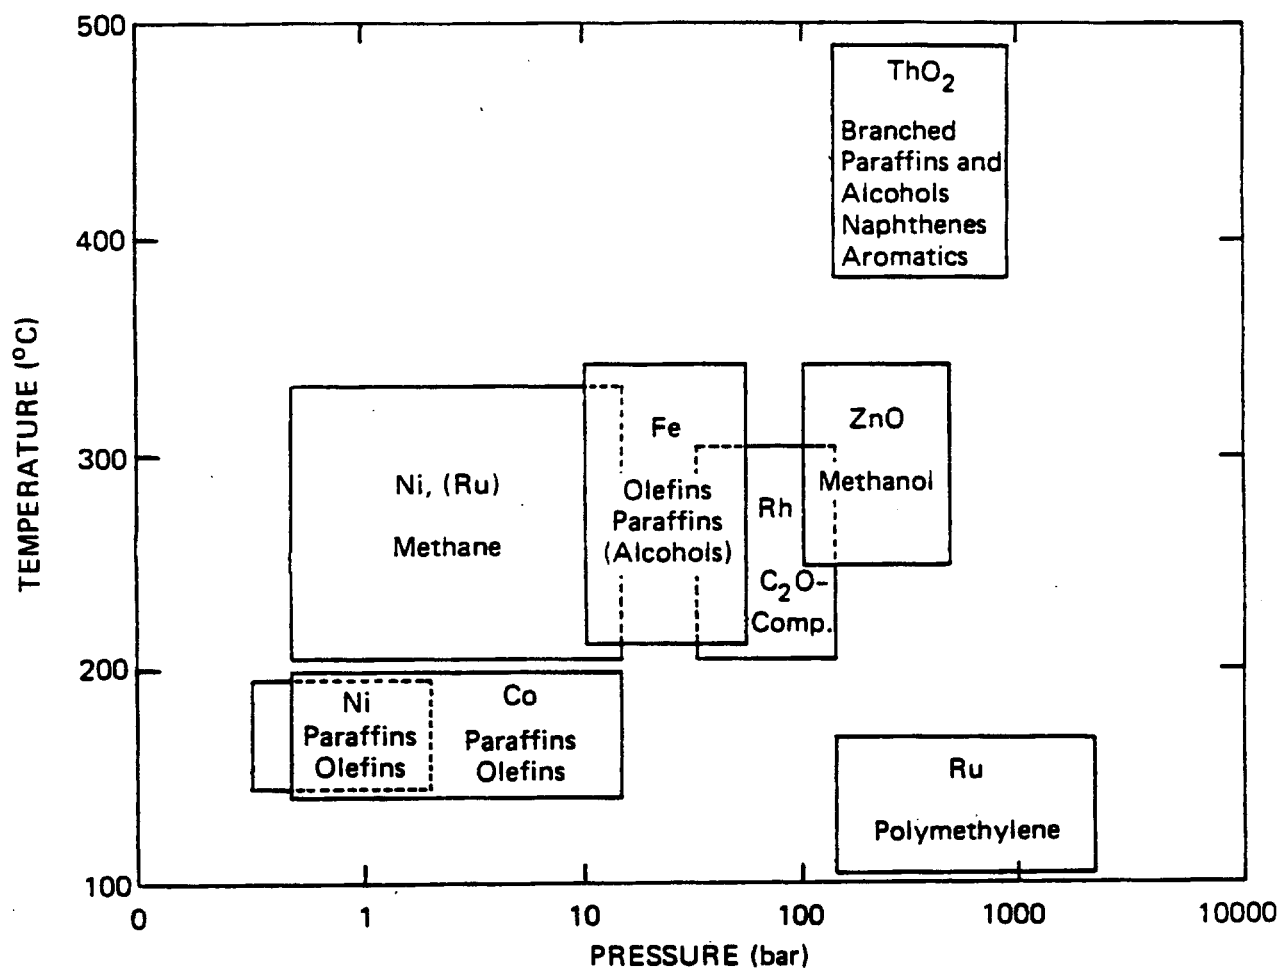 500
ThO2
Branched
Paraffins and
Alcohols
Naphthenes
Aromatics
400
TEMPERATURE (°C)
300
Fe
Olefins
Paraffins
(Alcohols)
ZnO
Methanol
Ni, (Ru)
Methane
Rh
C2O-
Comp.
200
Ni
Paraffins
Olefins
Co
Paraffins
Olefins
Ru
Polymethylene
100
0 1 10 100 1000 10000
PRESSURE (bar)